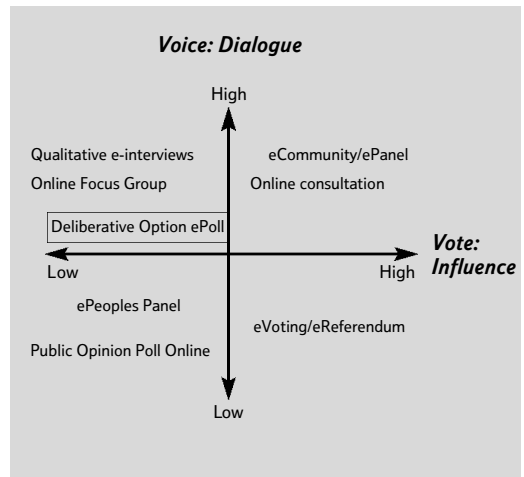 Voice: Dialogue
High
Qualitative e-interviews
eCommunity/ePanel
Online Focus Group
Online consultation
Deliberative Option ePoll
Vote:
Influence
Low
High
ePeoples Panel
eVoting/eReferendum
Public Opinion Poll Online
Low